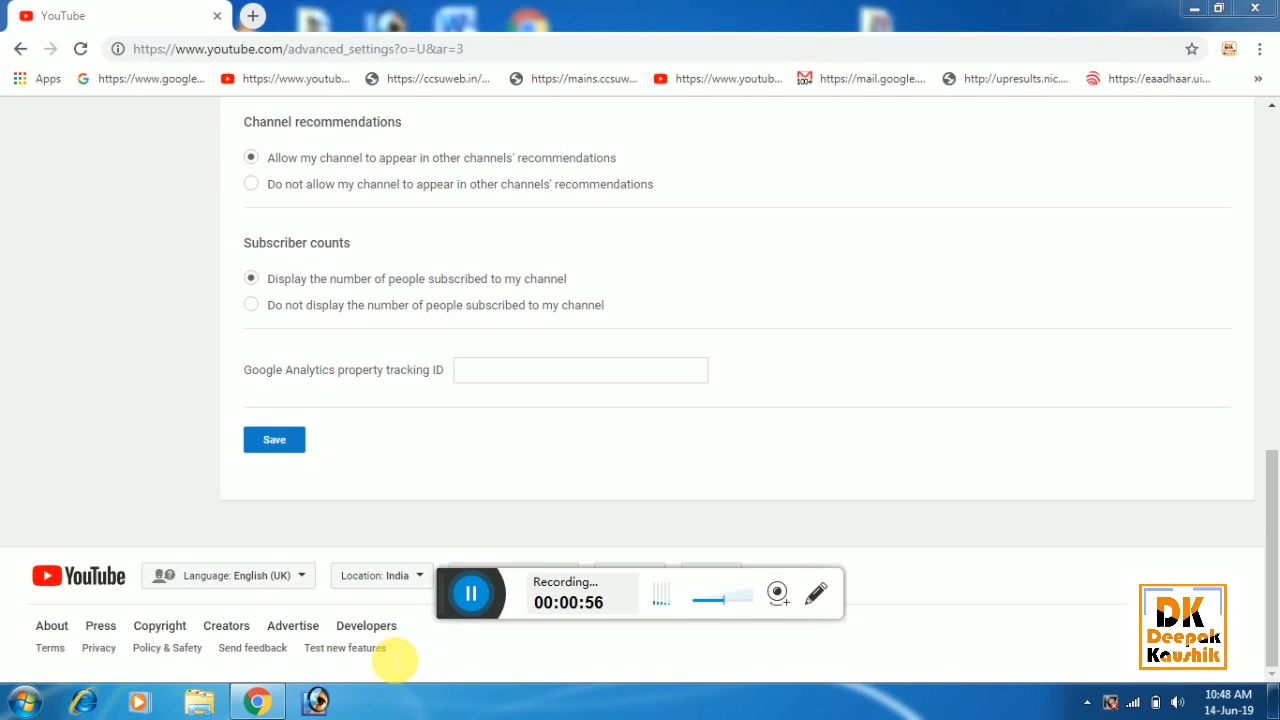 YouTube
https://www.youtube.com/advanced_settings?o=U&ar=3
Apps https://www.google... https://www.youtub... https://ccsuweb.in/... https://mains.ccsuw... https://www.youtub... 100+ https://mail.google.... http://upresults.nic.... https://eaadhaar.ui... »
Channel recommendations
Allow my channel to appear in other channels' recommendations
Do not allow my channel to appear in other channels' recommendations
Subscriber counts
Display the number of people subscribed to my channel
Do not display the number of people subscribed to my channel
Google Analytics property tracking ID
Save
YouTube Language: English (UK) Location: India
Recording...
00:00:56
About Press Copyright Creators Advertise Developers
Terms Privacy Policy & Safety Send feedback Test new features
DK
Deepak
Kaushik
10:48 AM
14-Jun-19